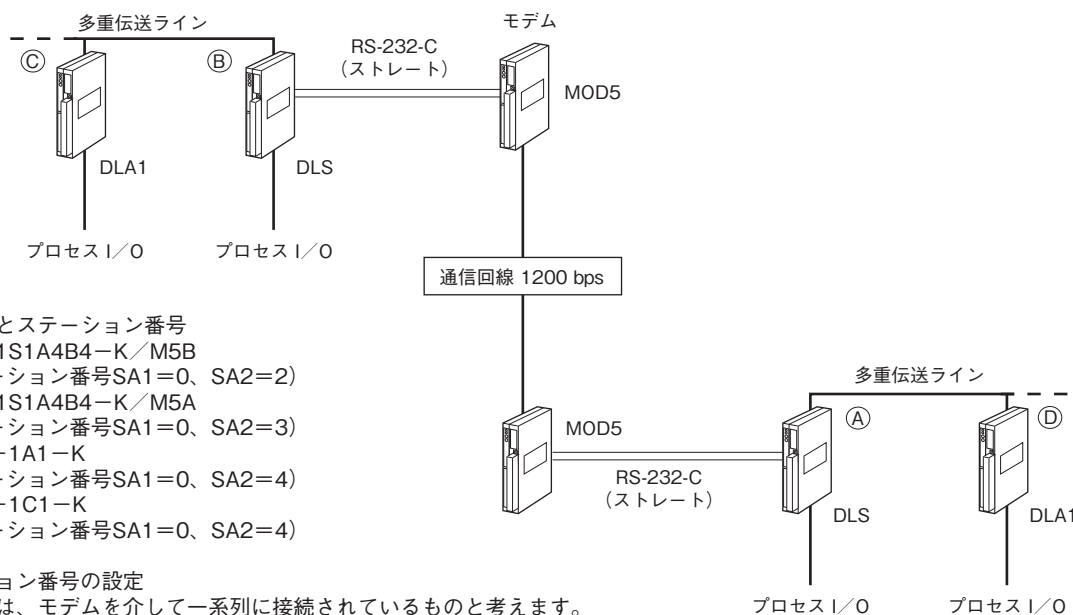 多重伝送ライン
モデム
Ⓒ
Ⓑ
RS-232-C
（ストレート）
MOD5
DLA1
DLS
プロセス I／O
プロセス I／O
通信回線 1200 bps
とステーション番号
1S1A4B4－K／M5B
ーション番号SA1＝0、SA2＝2）
1S1A4B4－K／M5A
ーション番号SA1＝0、SA2＝3）
－1A1－K
ーション番号SA1＝0、SA2＝4）
－1C1－K
ーション番号SA1＝0、SA2＝4）
多重伝送ライン
MOD5
Ⓐ
Ⓓ
RS-232-C
（ストレート）
DLS
DLA1
ョン番号の設定
は、モデムを介して一系列に接続されているものと考えます。
プロセス I／O
プロセス I／O